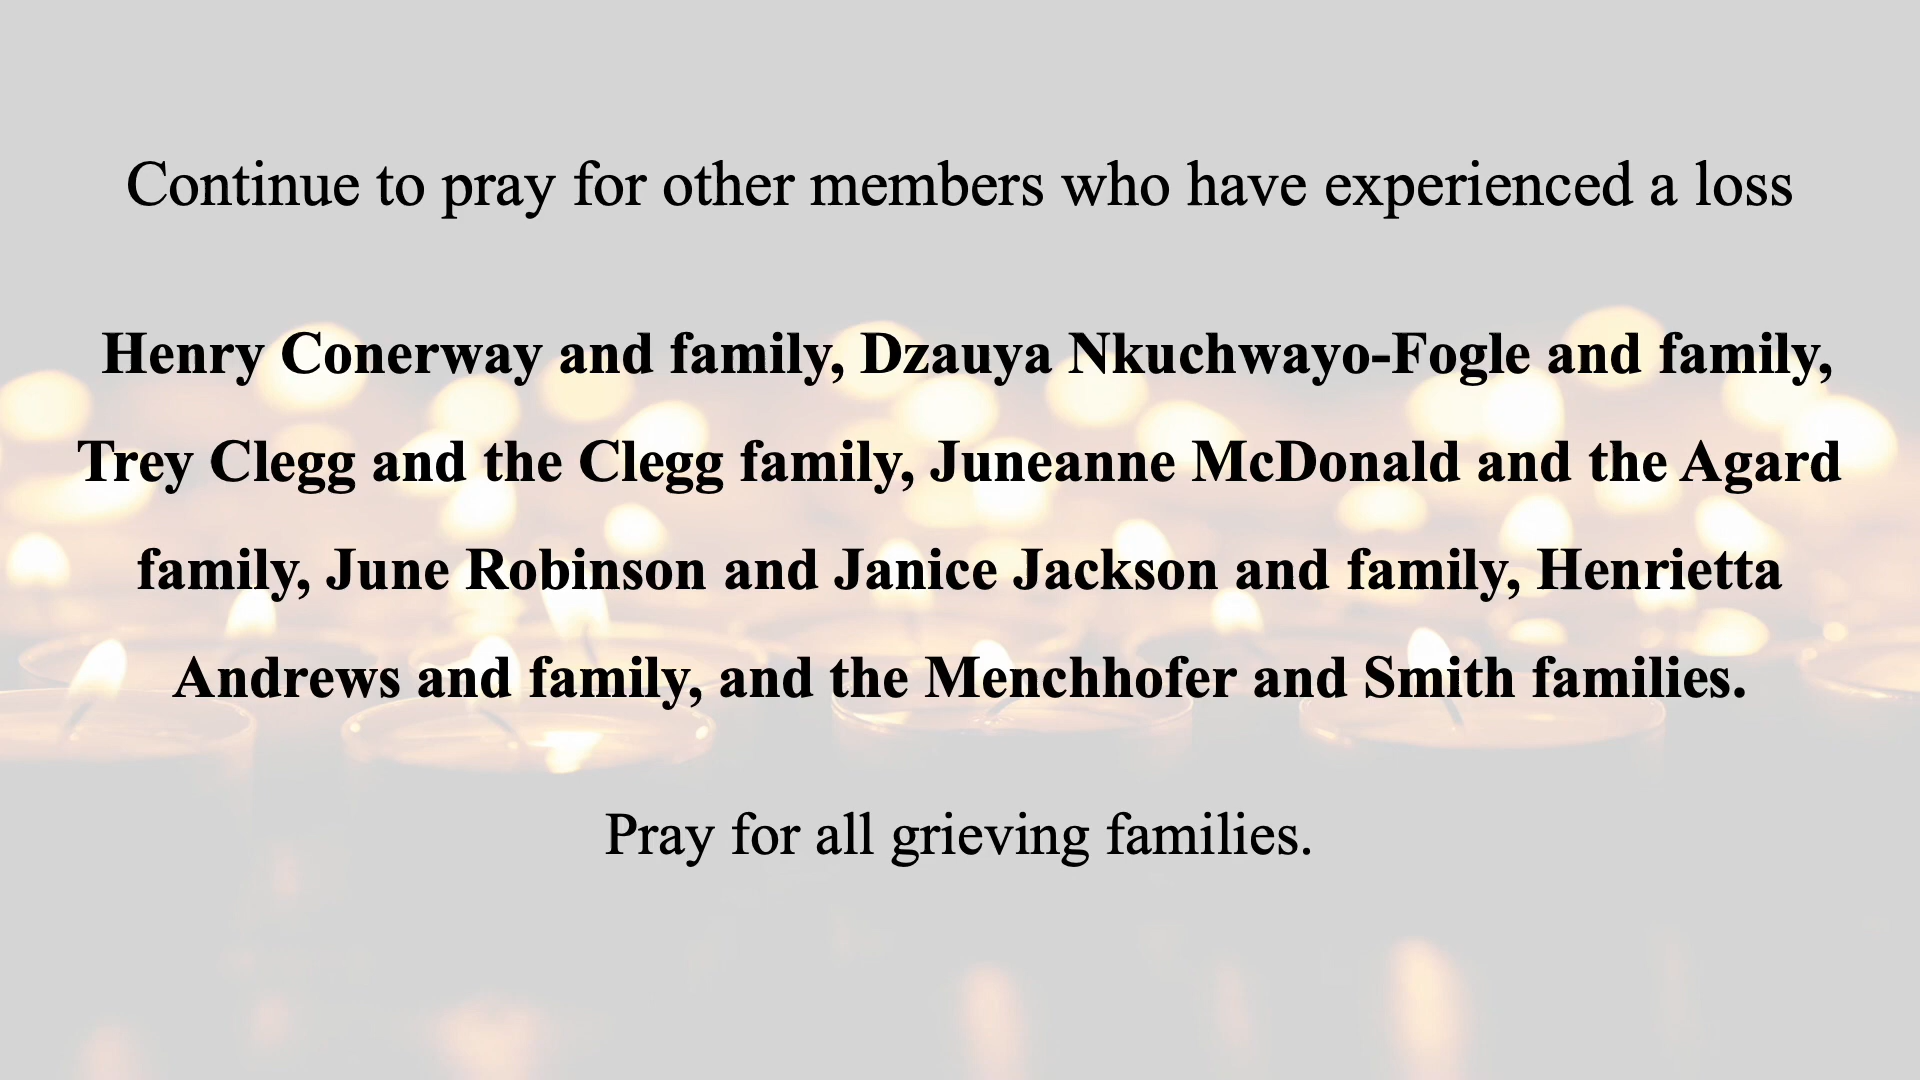 Continue to pray for other members who have experienced a loss
Henry Conerway and family, Dzauya Nkuchwayo-Fogle and family,
Trey Clegg and the Clegg family, Juneanne McDonald and the Agard
family, June Robinson and Janice Jackson and family, Henrietta
Andrews and family, and the Menchhofer and Smith families.
Pray for all grieving families.